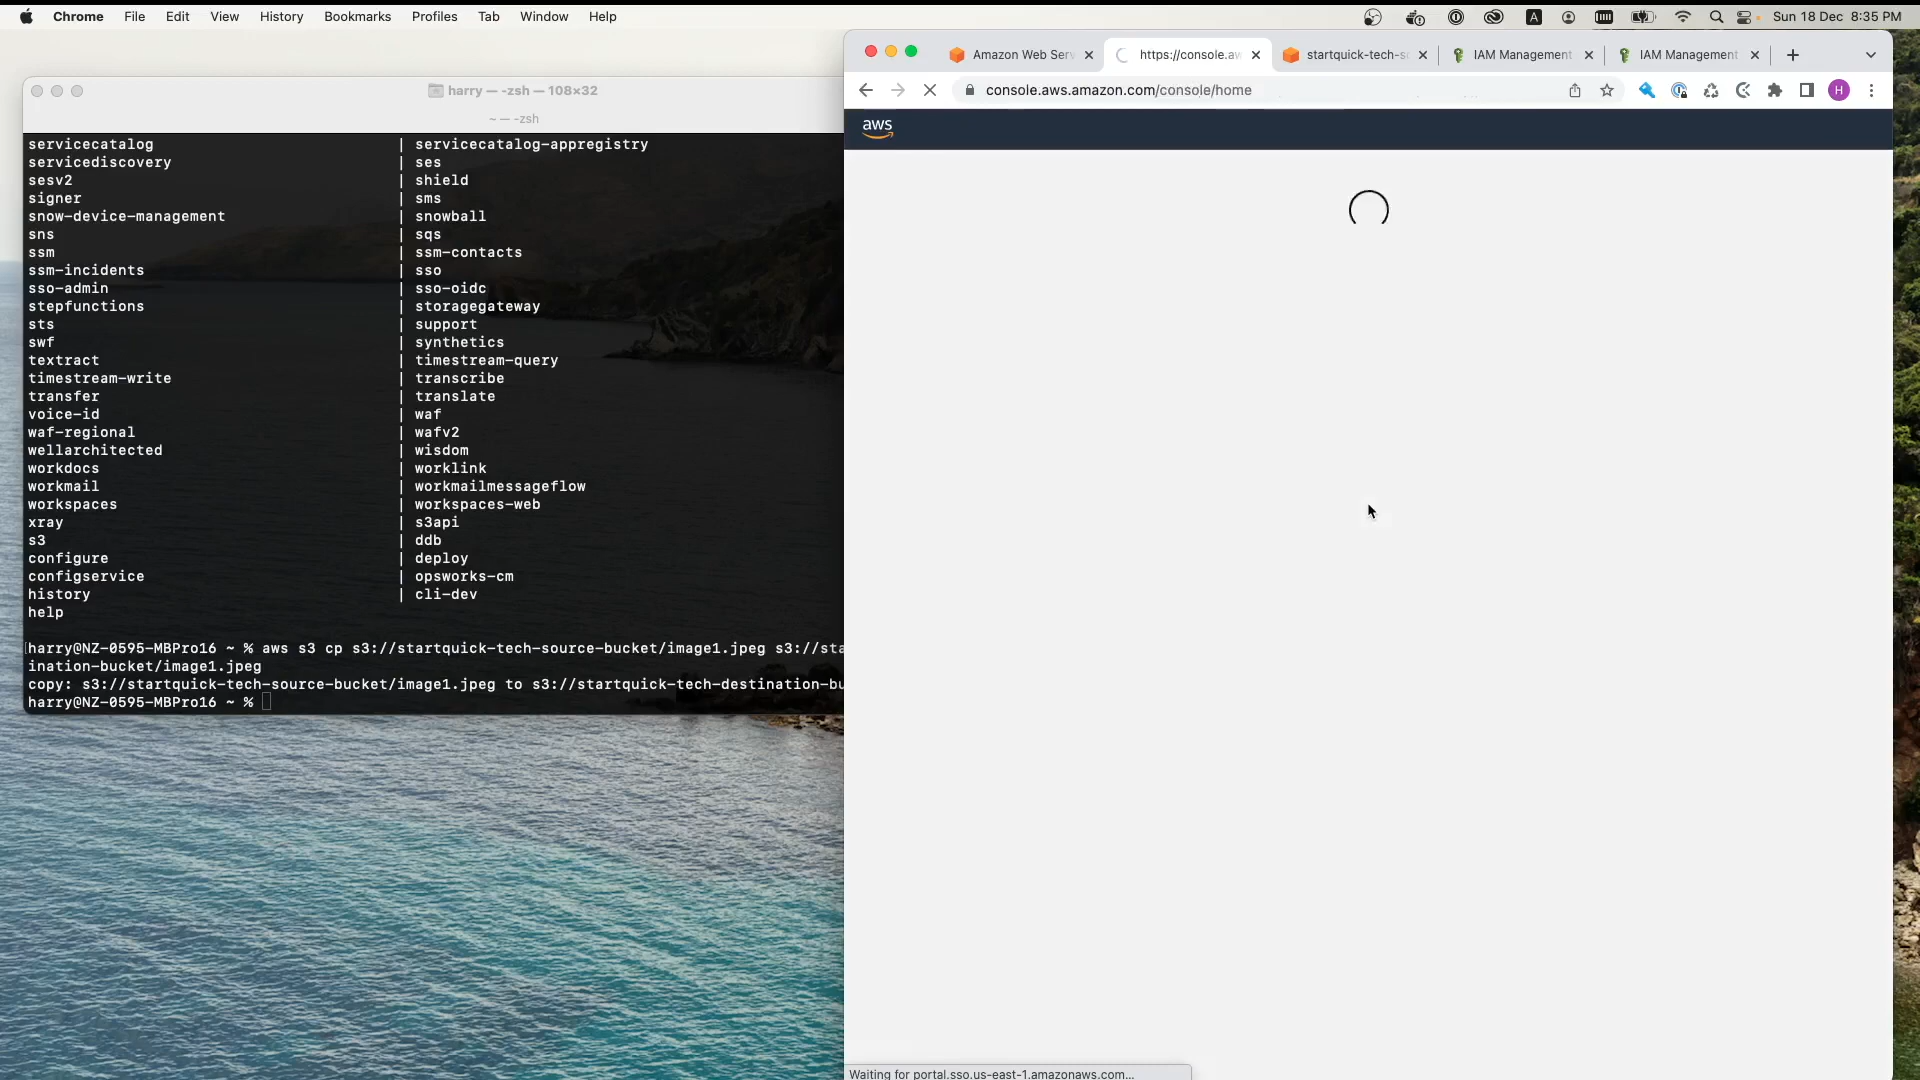 Chrome File Edit View History Bookmarks Profiles Tab Window Help
A
Sun 18 Dec 8:35 PM
harry — -zsh — 108×32
~ — -zsh
servicecatalog | servicecatalog-appregistry
servicediscovery | ses
sesv2 | shield
signer | sms
snow-device-management | snowball
sns | sqs
ssm | ssm-contacts
ssm-incidents | sso
sso-admin | sso-oidc
stepfunctions | storagegateway
sts | support
swf | synthetics
textract | timestream-query
timestream-write | transcribe
transfer | translate
voice-id | waf
waf-regional | wafv2
wellarchitected | wisdom
workdocs | worklink
workmail | workmailmessageflow
workspaces | workspaces-web
xray | s3api
s3 | ddb
configure | deploy
configservice | opsworks-cm
history | cli-dev
help
[harry@NZ-0595-MBPro16 ~ % aws s3 cp s3://startquick-tech-source-bucket/image1.jpeg s3://sta
ination-bucket/image1.jpeg
copy: s3://startquick-tech-source-bucket/image1.jpeg to s3://startquick-tech-destination-bu
harry@NZ-0595-MBPro16 ~ %
Amazon Web Serv
https://console.aw
startquick-tech-so
IAM Management
IAM Management
console.aws.amazon.com/console/home
H
aws
Waiting for portal.sso.us-east-1.amazonaws.com...